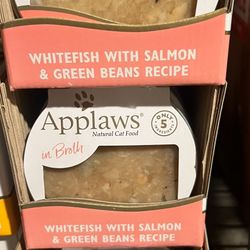 WHITEFISH WITH SALMON
& GREEN BEANS RECIPE
Applaws®
Natural Cat Food
in Broth
ONLY
5
INGREDIENTS
WHITEFISH WITH SALMON
& GREEN BEANS RECIPE